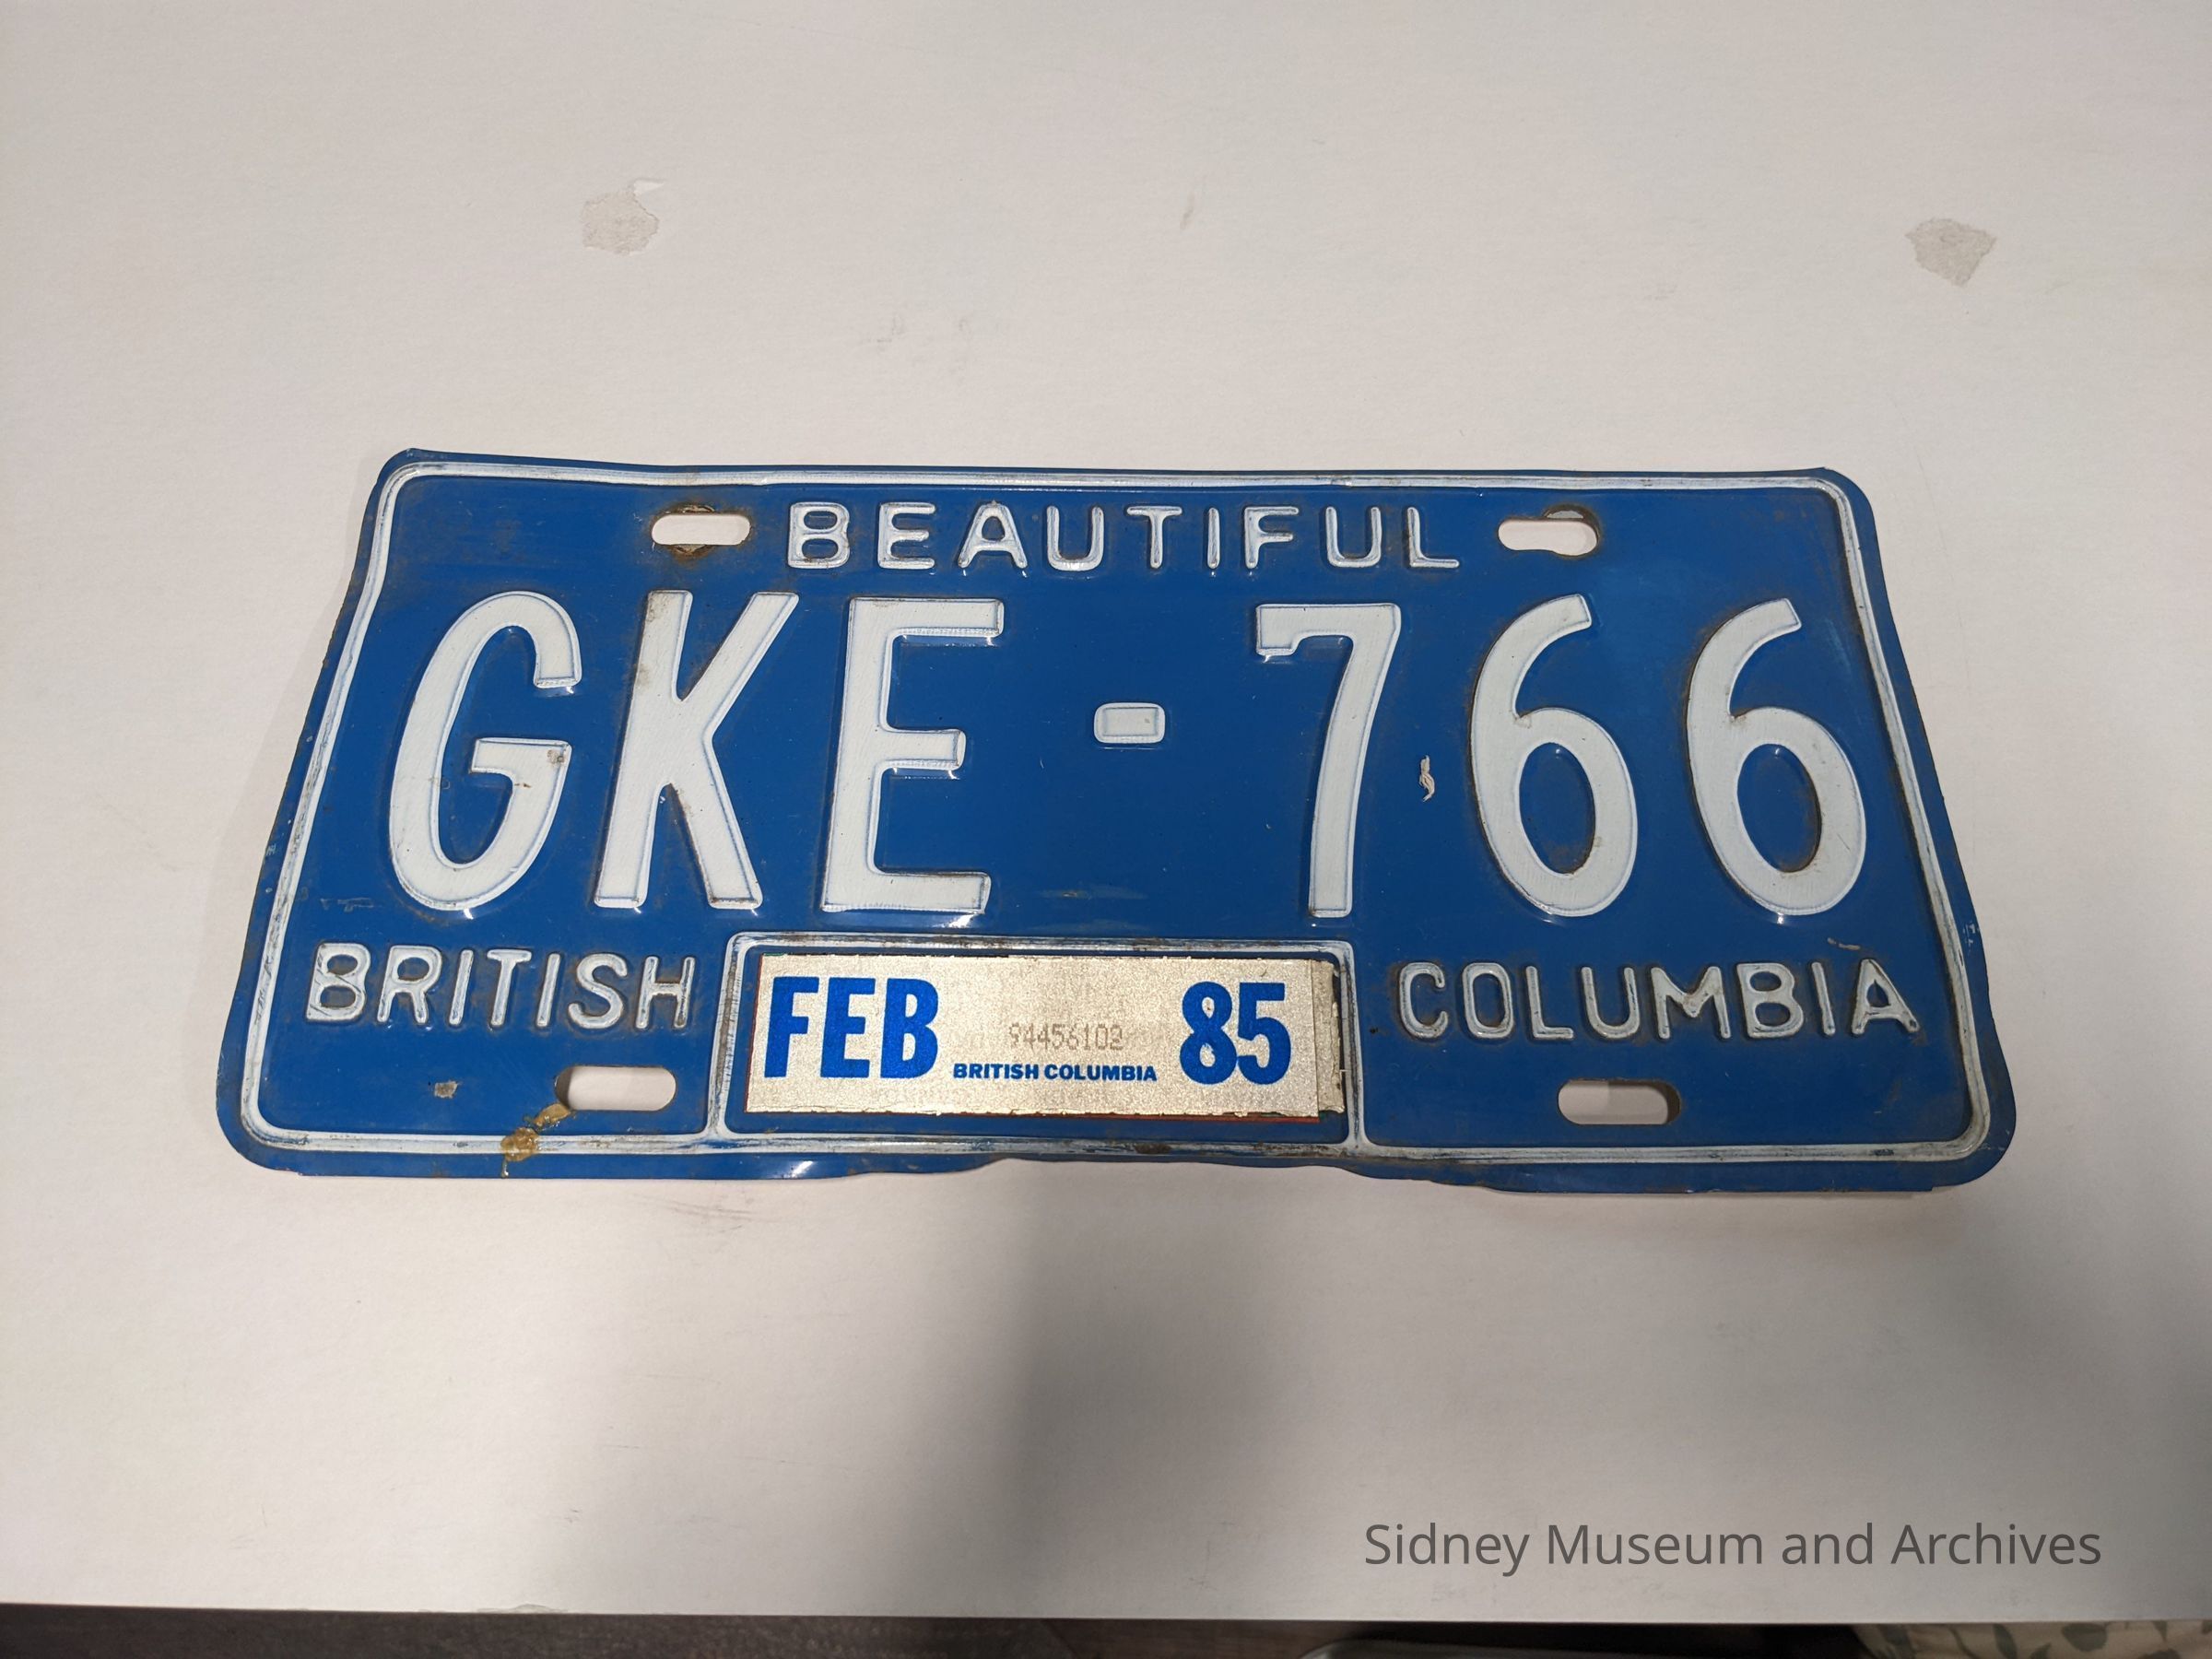 BEAUTIFUL
GKE-766
BRITISH COLUMBIA
FEB 94456102 85
BRITISH COLUMBIA
Sidney Museum and Archives